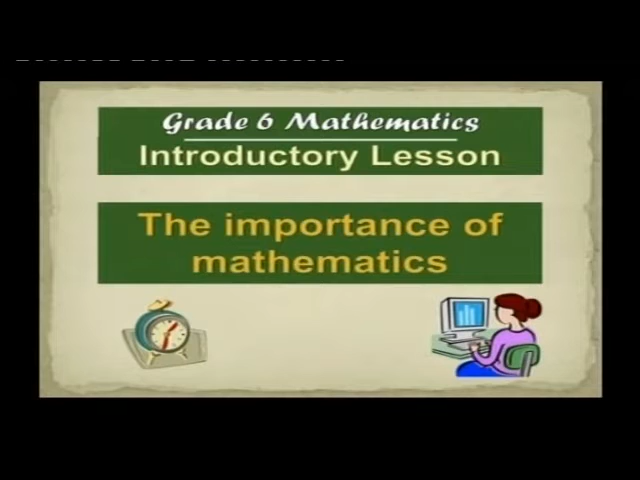 Grade 6 Mathematics
Introductory Lesson
The importance of
mathematics